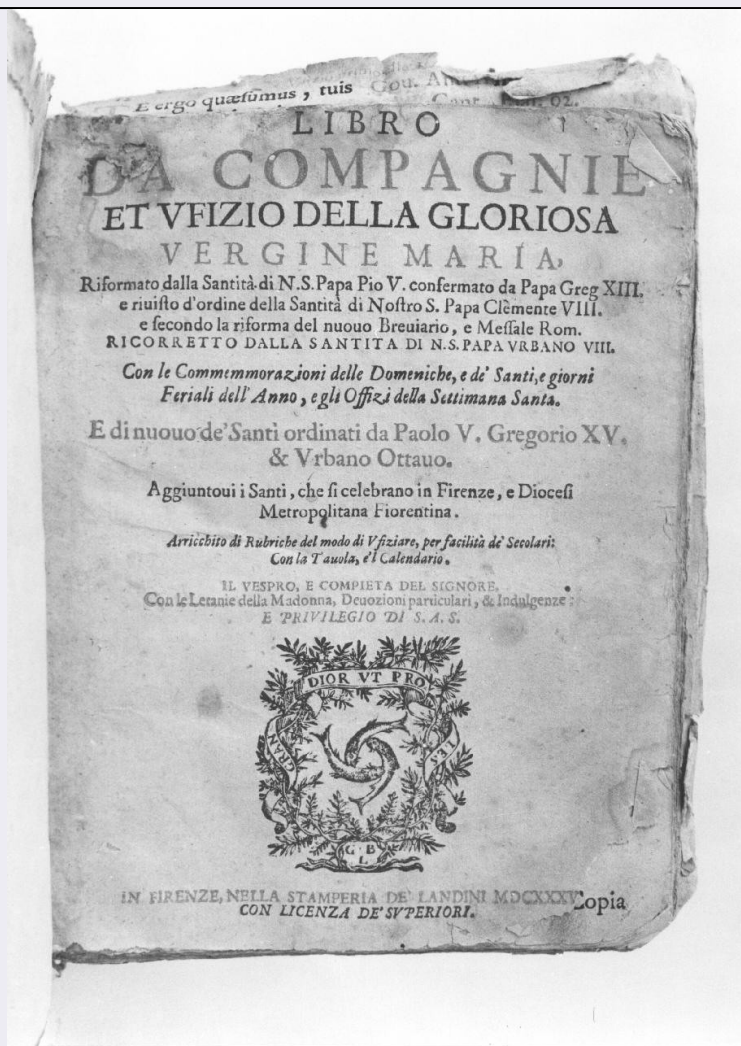 E ergo quæſumus, tuis
LIBRO
DA COMPAGNIE
ET VFIZIO DELLA GLORIOSA
VERGINE MARIA,
Riformato dalla Santità di N.S. Papa Pio V. confermato da Papa Greg XIII.
e riuiſto d'ordine della Santità di Noſtro S. Papa Clemente VIII.
e ſecondo la riforma del nuouo Breuiario, e Meſſale Rom.
RICORRETTO DALLA SANTITA DI N.S. PAPA VRBANO VIII.
Con le Commemmorazioni delle Domeniche, e de' Santi, e giorni
Feriali dell'Anno, e gli Offizi della Settimana Santa.
E di nuouo de' Santi ordinati da Paolo V. Gregorio XV.
& Vrbano Ottauo.
Aggiuntoui i Santi, che ſi celebrano in Firenze, e Dioceſi
Metropolitana Fiorentina.
Arricchito di Rubriche del modo di Vfiziare, per facilità de' Secolari:
Con la Tauola, e'l Calendario.
IL VESPRO, E COMPIETA DEL SIGNORE,
Con le Letanie della Madonna, Deuozioni particulari, & Indulgenze:
E PRIVILEGIO DI S. A. S.
GRAN
DIOR VT PRO
LES
G B
L
IN FIRENZE, NELLA STAMPERIA DE' LANDINI MDCXXXV
Copia
CON LICENZA DE' SVPERIORI.